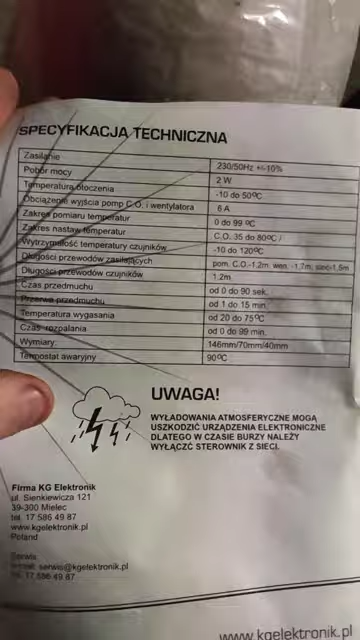 SPECYFIKACJA TECHNICZNA
Zasilanie 230/50Hz +/-10%
Pobór mocy 2 W
Temperatura otoczenia -10 do 50ºC
Obciążenie wyjścia pomp C.O. i wentylatora 6 A
Zakres pomiaru temperatur 0 do 99 ºC
Zakres nastaw temperatur C.O. 35 do 80ºC /
Wytrzymałość temperatury czujników -10 do 120ºC
Długości przewodów zasilających pom. C.O.-1,2m, wen. -1,7m, sieć-1,5m
Długości przewodów czujników 1,2m
Czas przedmuchu od 0 do 90 sek.
Przerwa przedmuchu od 1 do 15 min.
Temperatura wygasania od 20 do 75ºC
Czas rozpalania od 0 do 99 min.
Wymiary: 146mm/70mm/40mm
Termostat awaryjny 90ºC
UWAGA!
WYŁADOWANIA ATMOSFERYCZNE MOGĄ
USZKODZIĆ URZĄDZENIA ELEKTRONICZNE
DLATEGO W CZASIE BURZY NALEŻY
WYŁĄCZĆ STEROWNIK Z SIECI.
Firma KG Elektronik
ul. Sienkiewicza 121
39-300 Mielec
tel. 17 586 49 87
www.kgelektronik.pl
Poland
Serwis
e-mail: serwis@kgelektronik.pl
Tel. 17 586 49 87
www.kgelektronik.pl